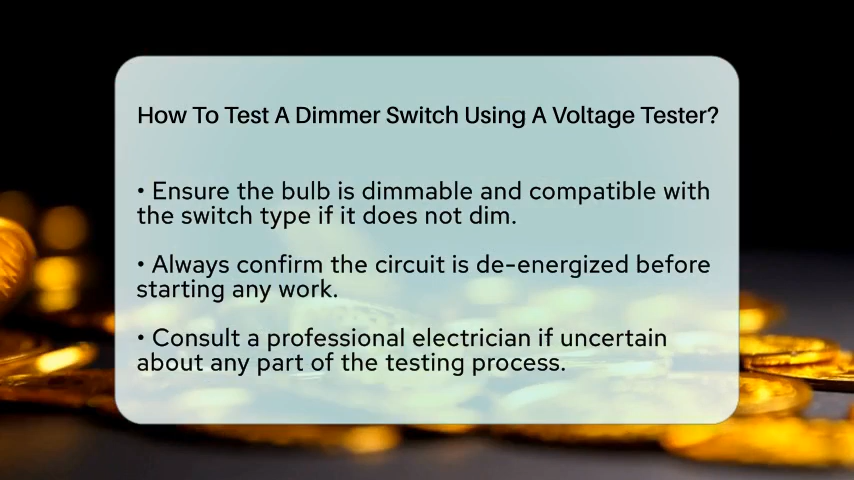 How To Test A Dimmer Switch Using A Voltage Tester?
• Ensure the bulb is dimmable and compatible with
the switch type if it does not dim.
• Always confirm the circuit is de-energized before
starting any work.
• Consult a professional electrician if uncertain
about any part of the testing process.